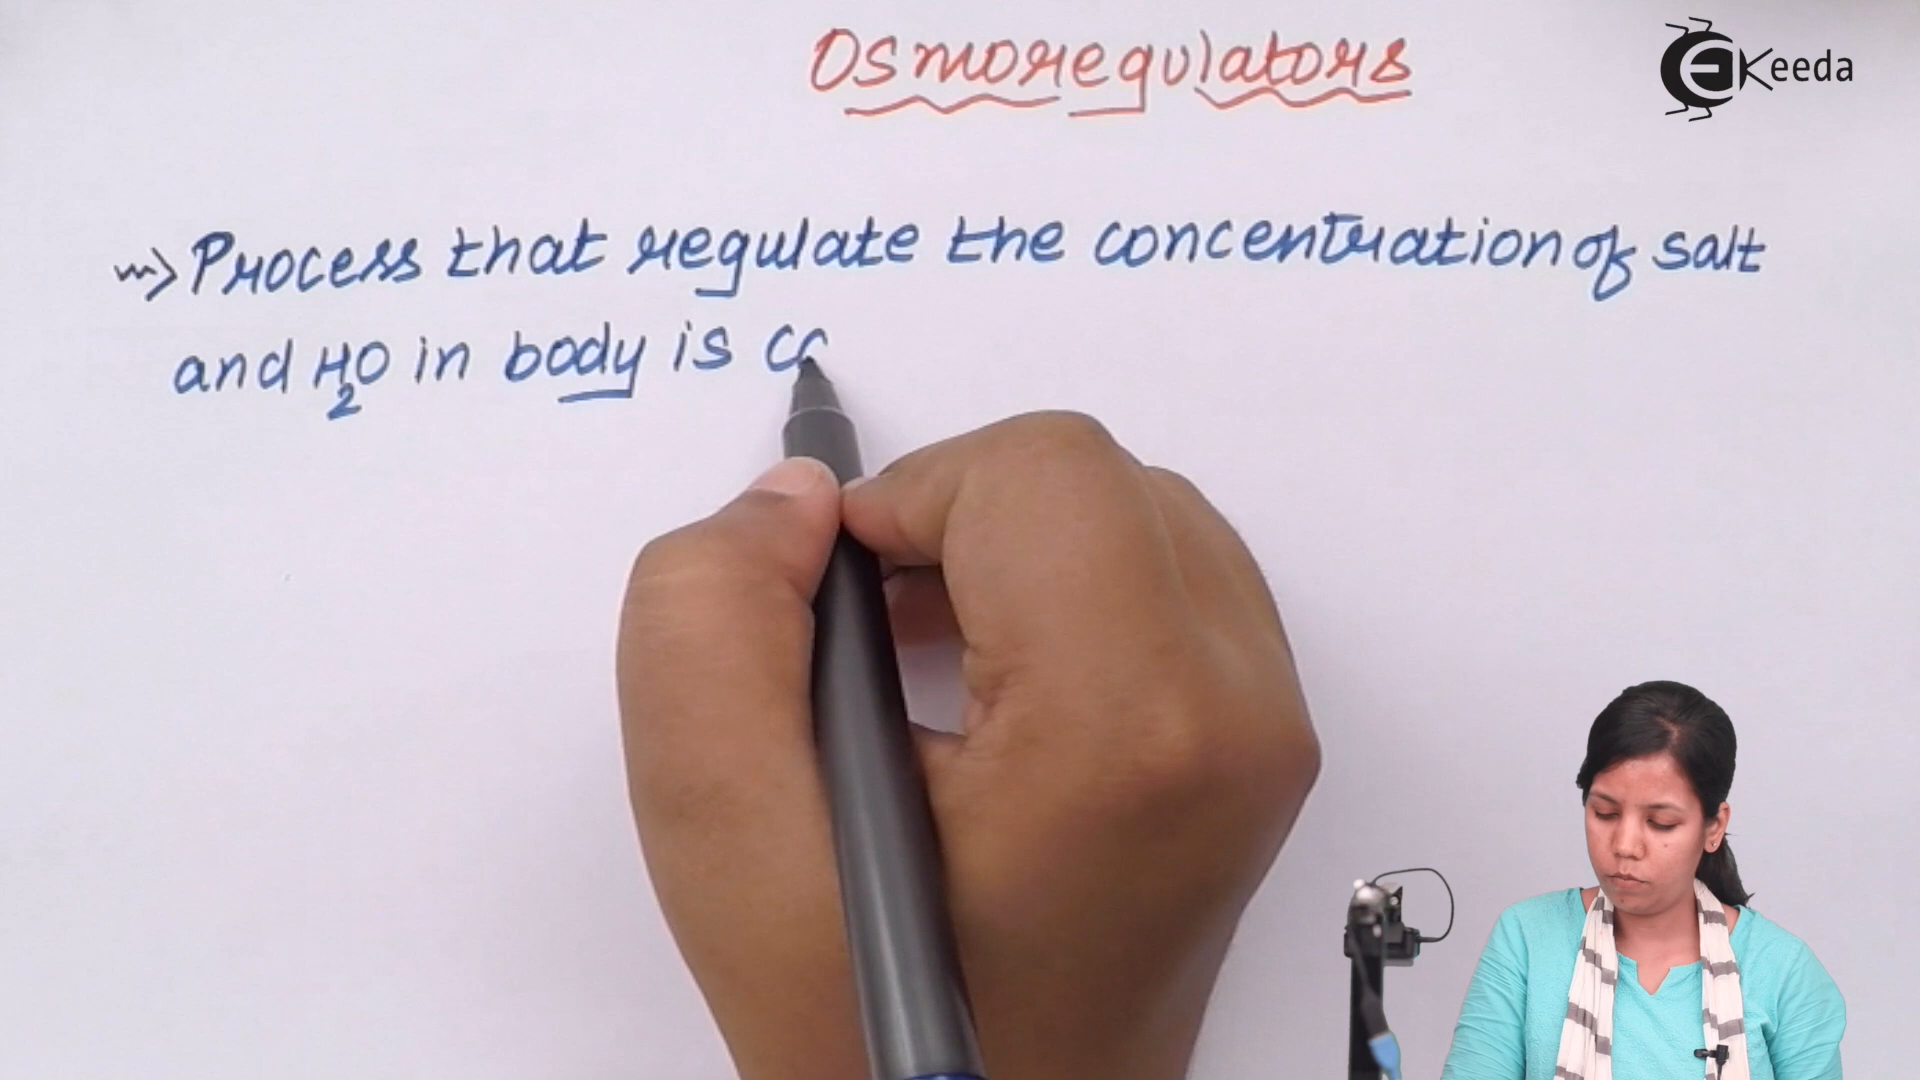 Osmoregulators
EKeeda
Process that regulate the concentration of salt
and H₂O in body is